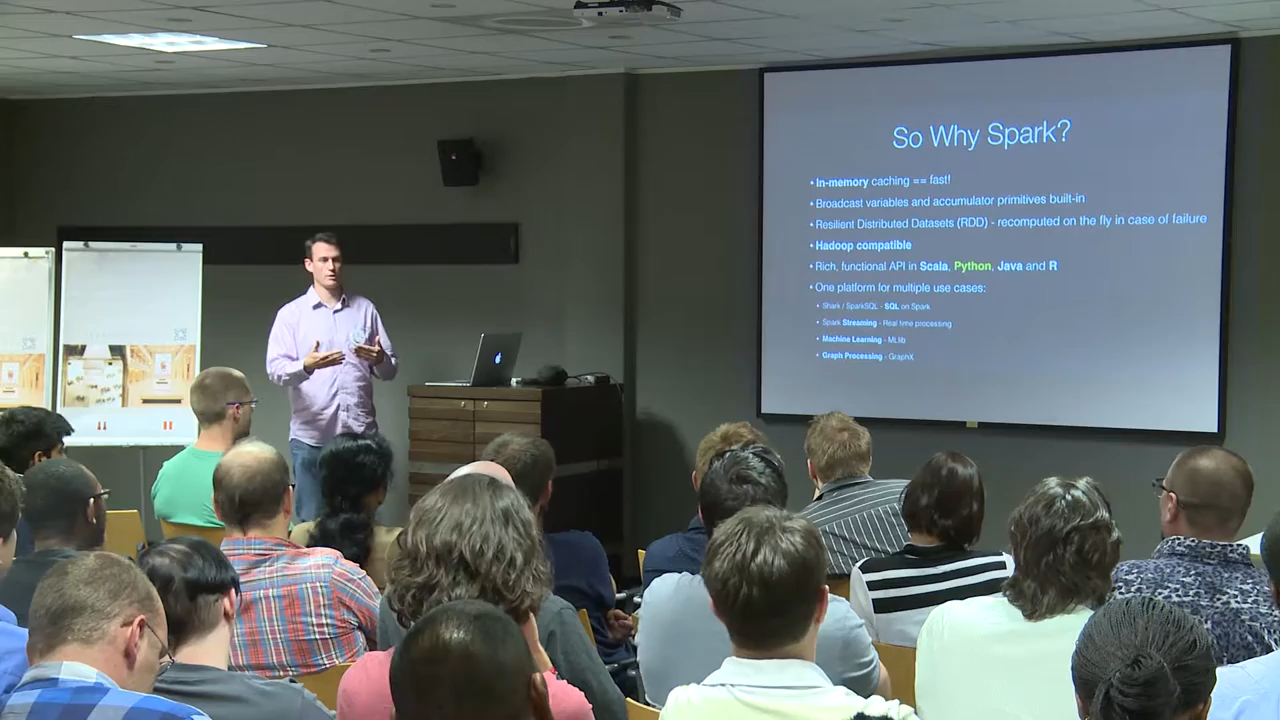 So Why Spark?
• In-memory caching == fast!
• Broadcast variables and accumulator primitives built-in
• Resilient Distributed Datasets (RDD) - recomputed on the fly in case of failure
• Hadoop compatible
• Rich, functional API in Scala, Python, Java and R
• One platform for multiple use cases:
• Shark / SparkSQL - SQL on Spark
• Spark Streaming - Real time processing
• Machine Learning - MLlib
• Graph Processing - GraphX